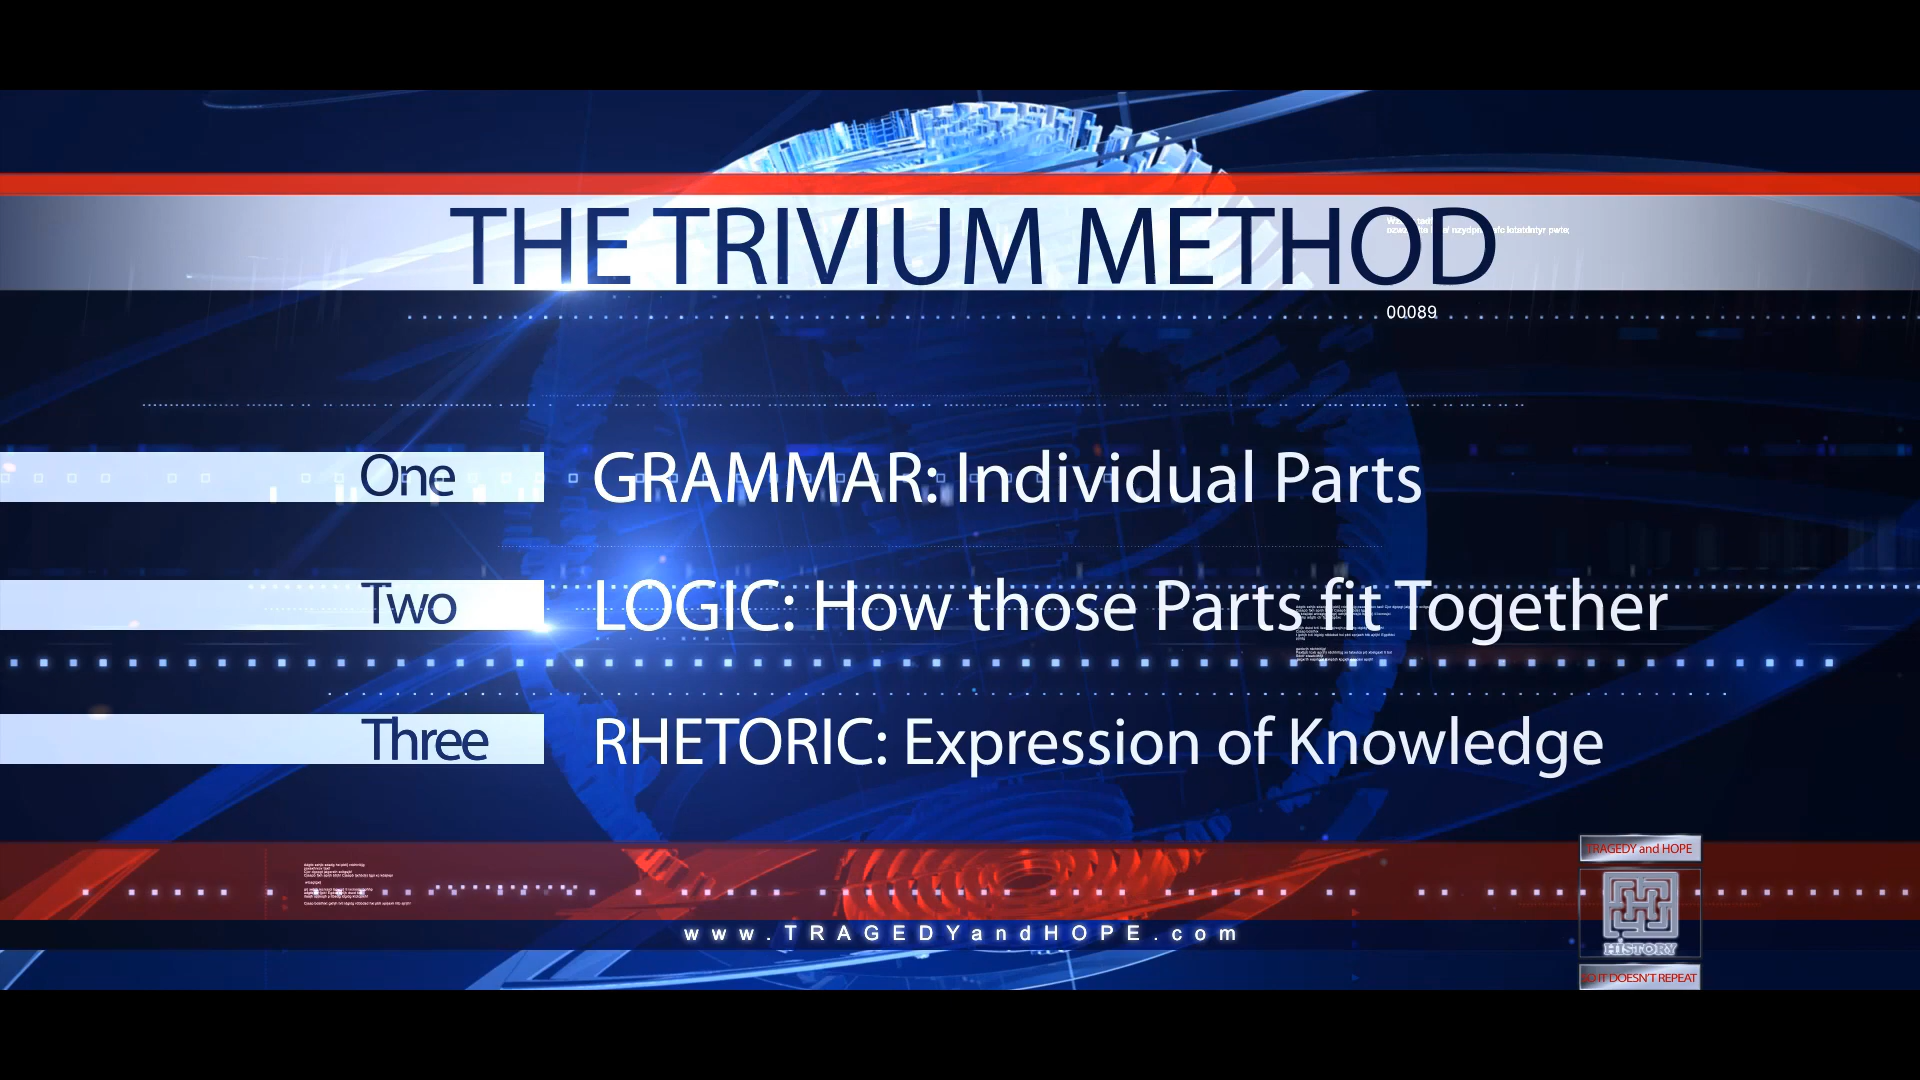 THE TRIVIUM METHOD
00089
One GRAMMAR: Individual Parts
Two LOGIC: How those Parts fit Together
Three RHETORIC: Expression of Knowledge
TRAGEDY and HOPE
www.TRAGEDYandHOPE.com
HiSTORY
SO IT DOESN'T REPEAT